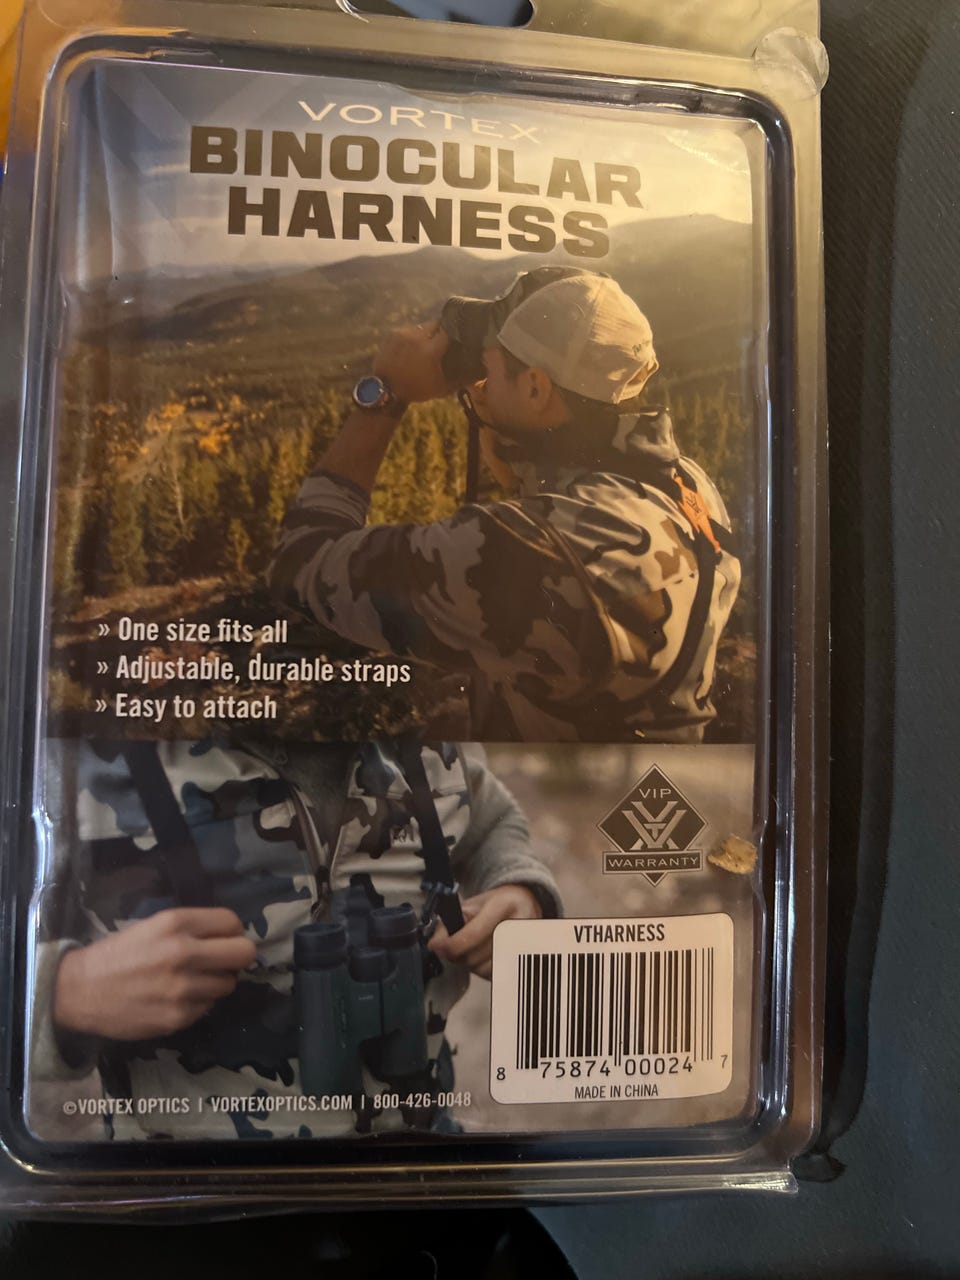 VORTEX
BINOCULAR
HARNESS
» One size fits all
» Adjustable, durable straps
» Easy to attach
VIP
WARRANTY
VTHARNESS
8 75874 00024 7
MADE IN CHINA
©VORTEX OPTICS | VORTEXOPTICS.COM | 800-426-0048